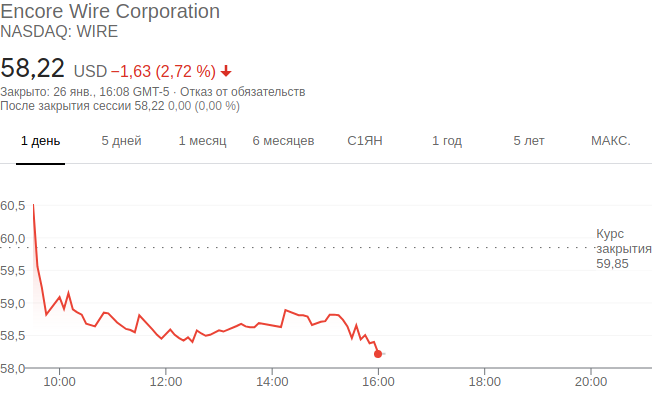 Encore Wire Corporation
NASDAQ: WIRE
58,22 USD −1,63 (2,72 %)
Закрыто: 26 янв., 16:08 GMT-5 · Отказ от обязательств
После закрытия сессии 58,22 0,00 (0,00 %)
1 день 5 дней 1 месяц 6 месяцев С1ЯН 1 год 5 лет МАКС.
60,5
60,0
59,5
59,0
58,5
58,0
Курс
закрытия
59,85
10:00 12:00 14:00 16:00 18:00 20:00